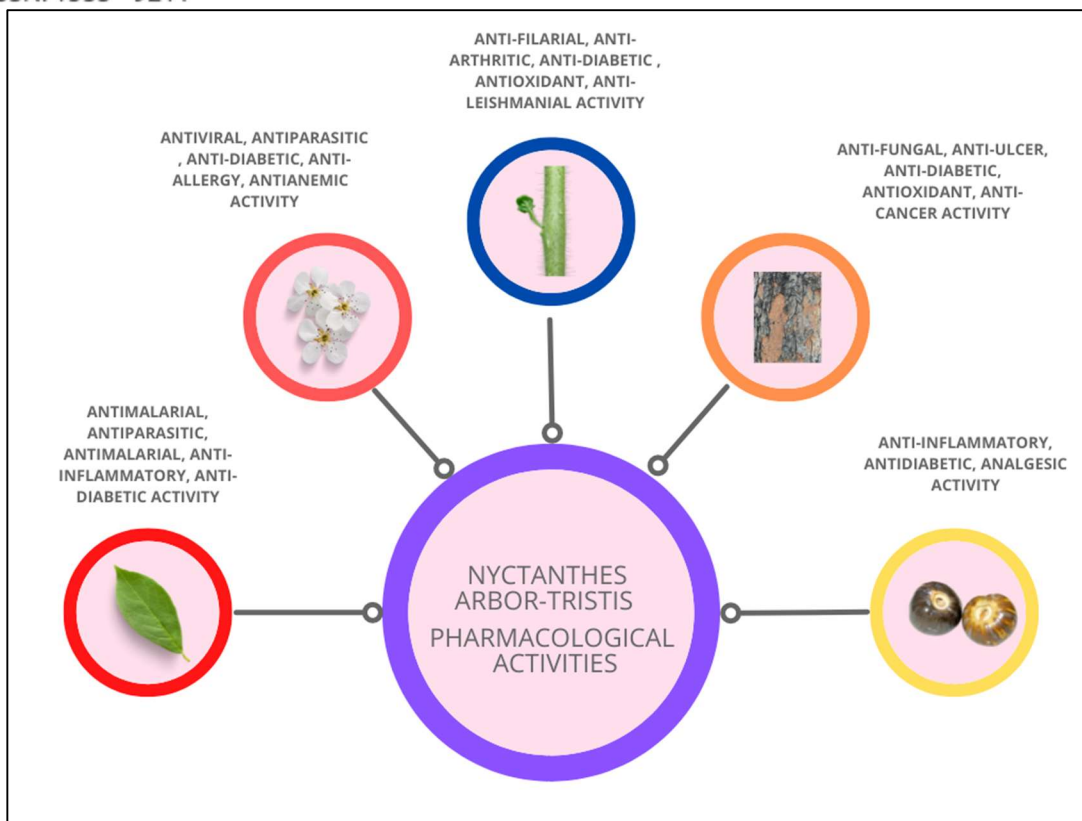 ANTI-FILARIAL, ANTI-
ARTHRITIC, ANTI-DIABETIC ,
ANTIOXIDANT, ANTI-
LEISHMANIAL ACTIVITY
ANTIVIRAL, ANTIPARASITIC
, ANTI-DIABETIC, ANTI-
ALLERGY, ANTIANEMIC
ACTIVITY
ANTI-FUNGAL, ANTI-ULCER,
ANTI-DIABETIC,
ANTIOXIDANT, ANTI-
CANCER ACTIVITY
ANTIMALARIAL,
ANTIPARASITIC,
ANTIMALARIAL, ANTI-
INFLAMMATORY, ANTI-
DIABETIC ACTIVITY
ANTI-INFLAMMATORY,
ANTIDIABETIC, ANALGESIC
ACTIVITY
NYCTANTHES
ARBOR-TRISTIS
PHARMACOLOGICAL
ACTIVITIES